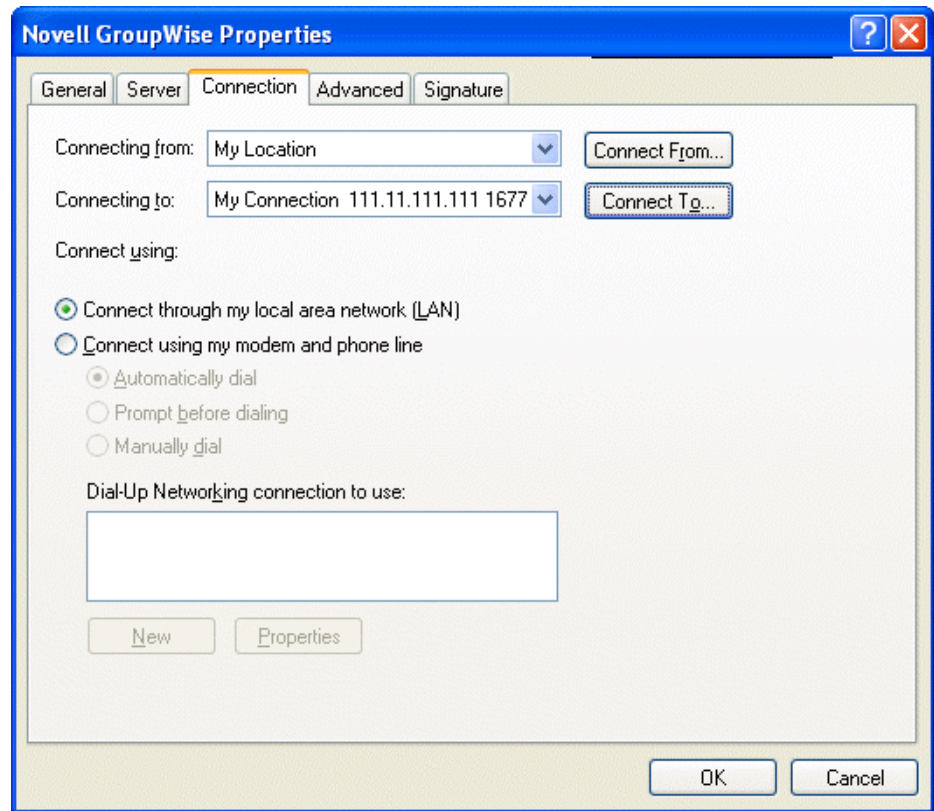 Novell GroupWise Properties
General Server Connection Advanced Signature
Connecting from: My Location Connect From...
Connecting to: My Connection 111.11.111.111 1677 Connect To...
Connect using:
Connect through my local area network (LAN)
Connect using my modem and phone line
Automatically dial
Prompt before dialing
Manually dial
Dial-Up Networking connection to use:
New Properties
OK Cancel